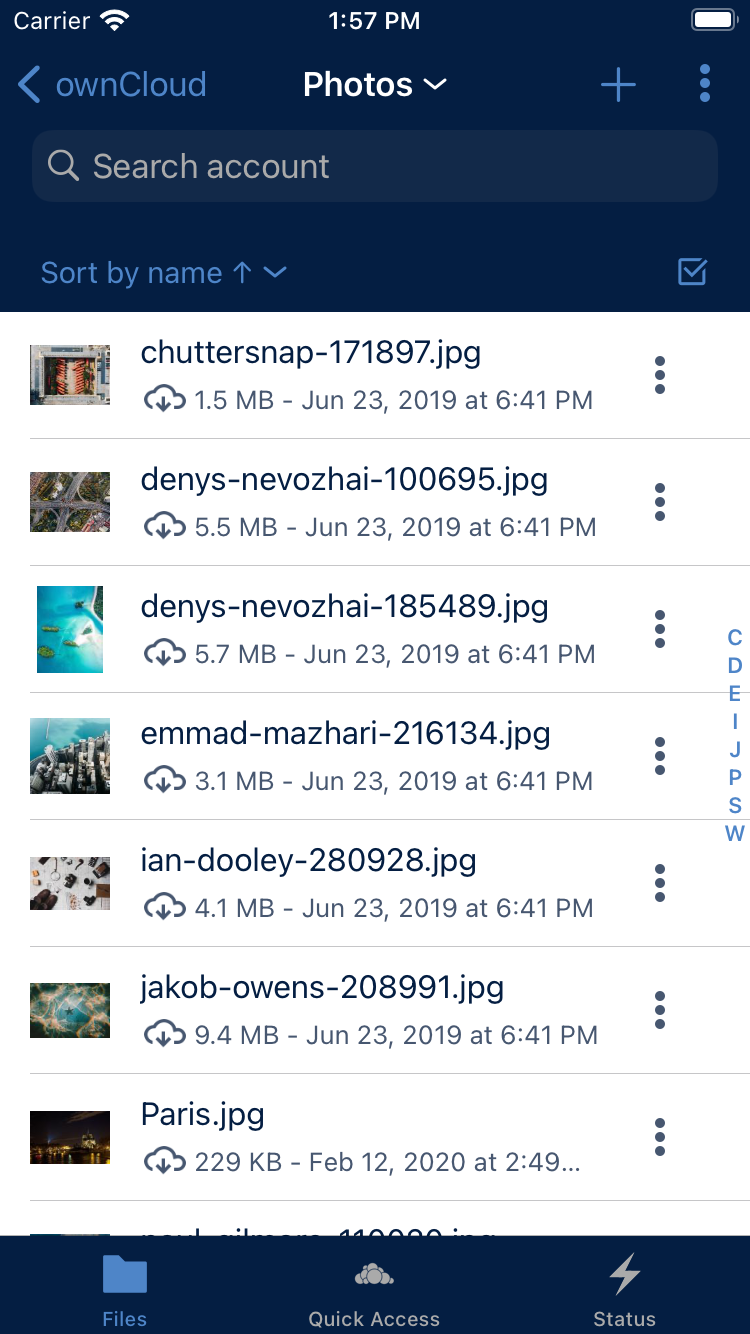 Carrier 1:57 PM
ownCloud Photos
Search account
Sort by name ↑
chuttersnap-171897.jpg
1.5 MB - Jun 23, 2019 at 6:41 PM
denys-nevozhai-100695.jpg
5.5 MB - Jun 23, 2019 at 6:41 PM
denys-nevozhai-185489.jpg
5.7 MB - Jun 23, 2019 at 6:41 PM
emmad-mazhari-216134.jpg
3.1 MB - Jun 23, 2019 at 6:41 PM
ian-dooley-280928.jpg
4.1 MB - Jun 23, 2019 at 6:41 PM
jakob-owens-208991.jpg
9.4 MB - Jun 23, 2019 at 6:41 PM
Paris.jpg
229 KB - Feb 12, 2020 at 2:49...
C
D
E
I
J
P
S
W
Files Quick Access Status